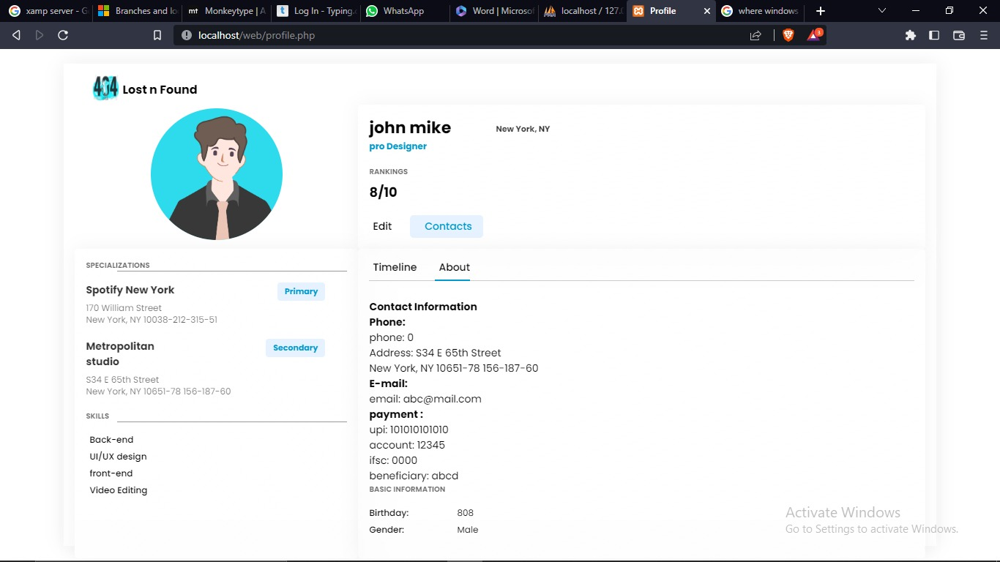 xamp server - G
Branches and lo
Monkeytype | A
Log In - Typing.c
WhatsApp
Word | Microsof
localhost / 127.0
Profile
where windows
localhost/web/profile.php
3
404 Lost n Found
john mike
New York, NY
pro Designer
RANKINGS
8/10
Edit
Contacts
SPECIALIZATIONS
Spotify New York
Primary
170 William Street
New York, NY 10038-212-315-51
Metropolitan
studio
Secondary
S34 E 65th Street
New York, NY 10651-78 156-187-60
SKILLS
Back-end
UI/UX design
front-end
Video Editing
Timeline
About
Contact Information
Phone:
phone: 0
Address: S34 E 65th Street
New York, NY 10651-78 156-187-60
E-mail:
email: abc@mail.com
payment :
upi: 101010101010
account: 12345
ifsc: 0000
beneficiary: abcd
BASIC INFORMATION
Birthday: 808
Gender: Male
Activate Windows
Go to Settings to activate Windows.